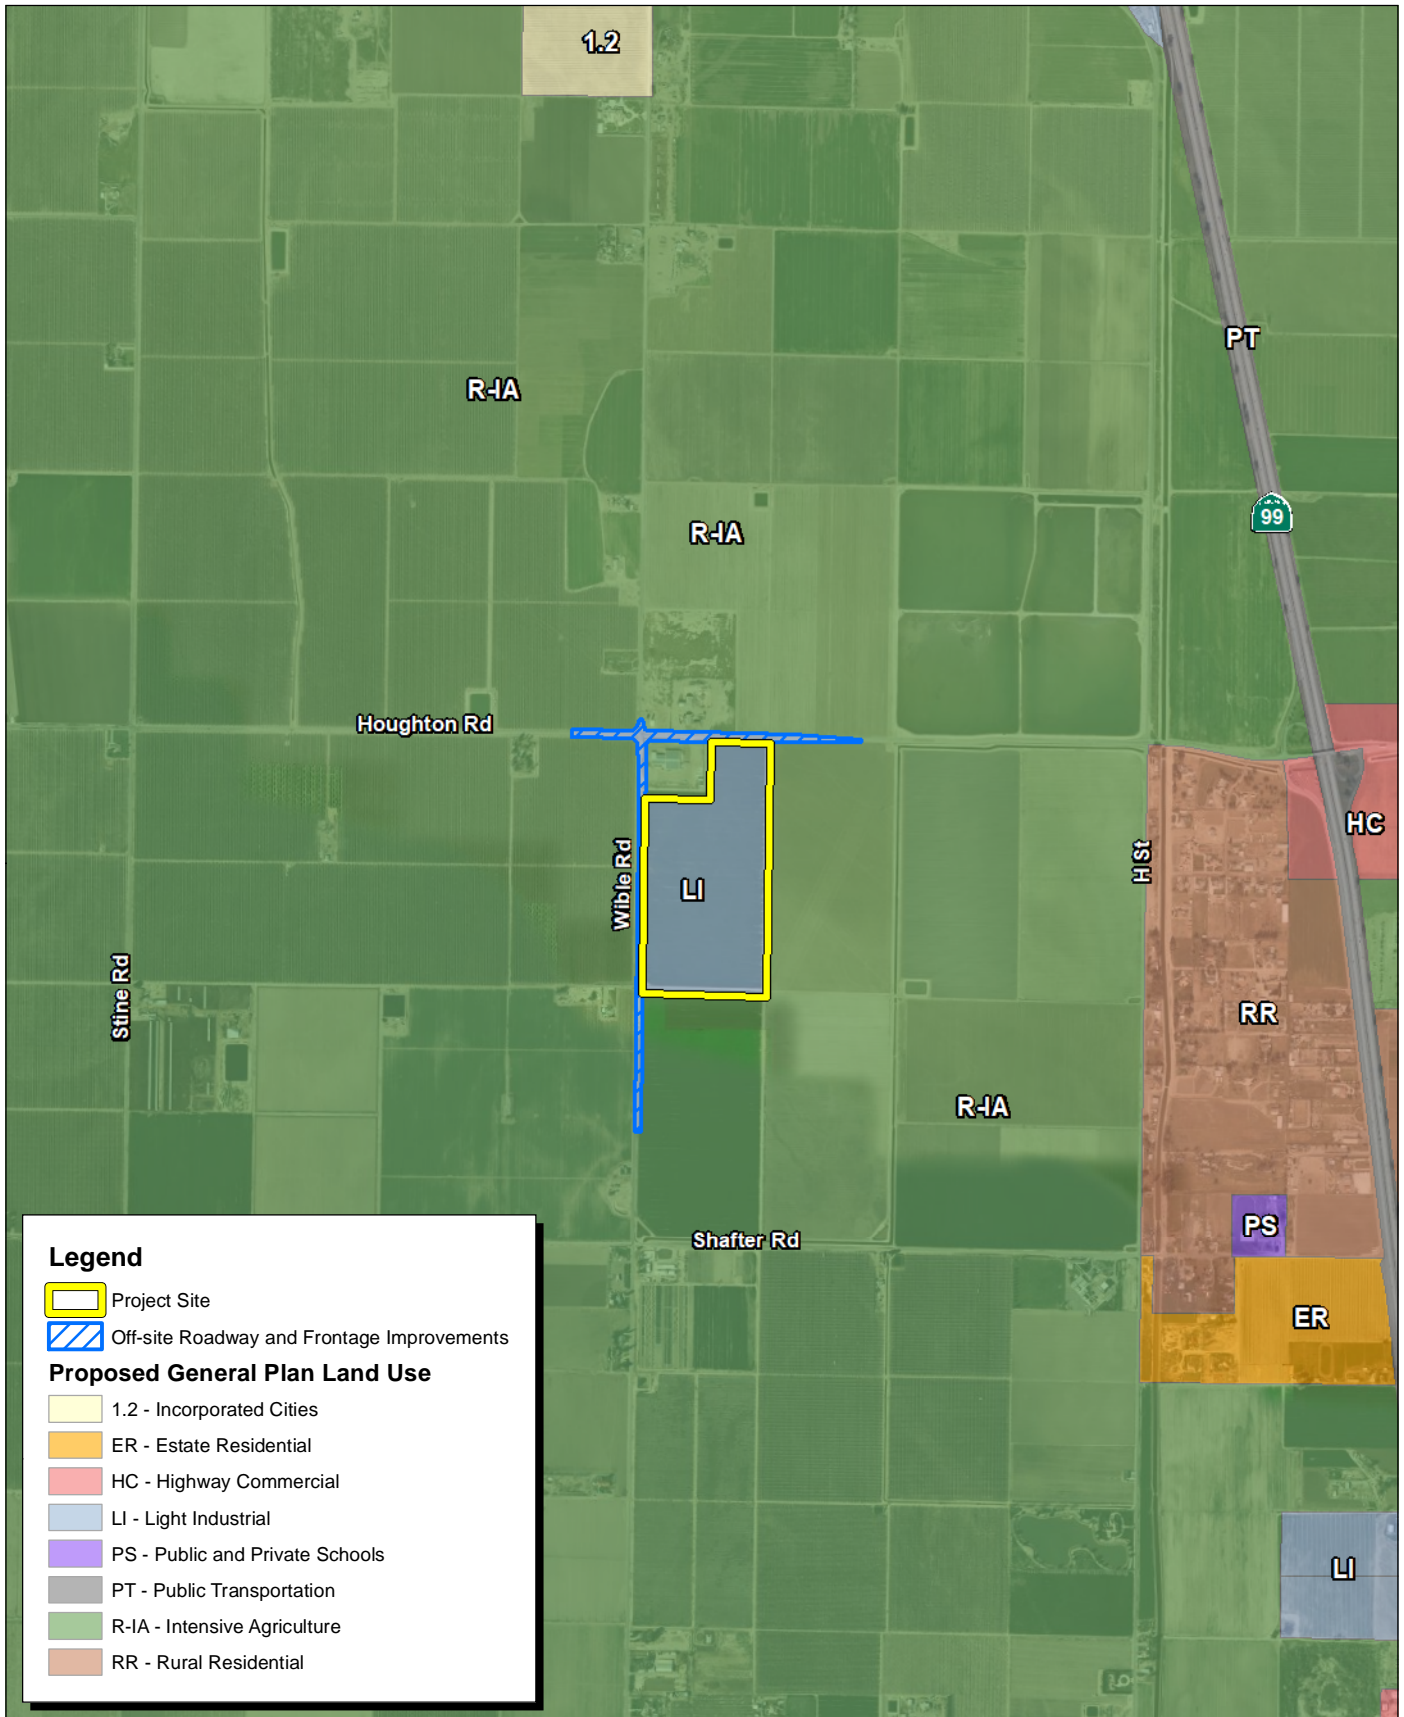 1.2
PT
R-IA
99
R-IA
Houghton Rd
HC
H St
Wible Rd
LI
Stine Rd
RR
R-IA
PS
Shafter Rd
ER
LI
Legend
Project Site
Off-site Roadway and Frontage Improvements
Proposed General Plan Land Use
1.2 - Incorporated Cities
ER - Estate Residential
HC - Highway Commercial
LI - Light Industrial
PS - Public and Private Schools
PT - Public Transportation
R-IA - Intensive Agriculture
RR - Rural Residential